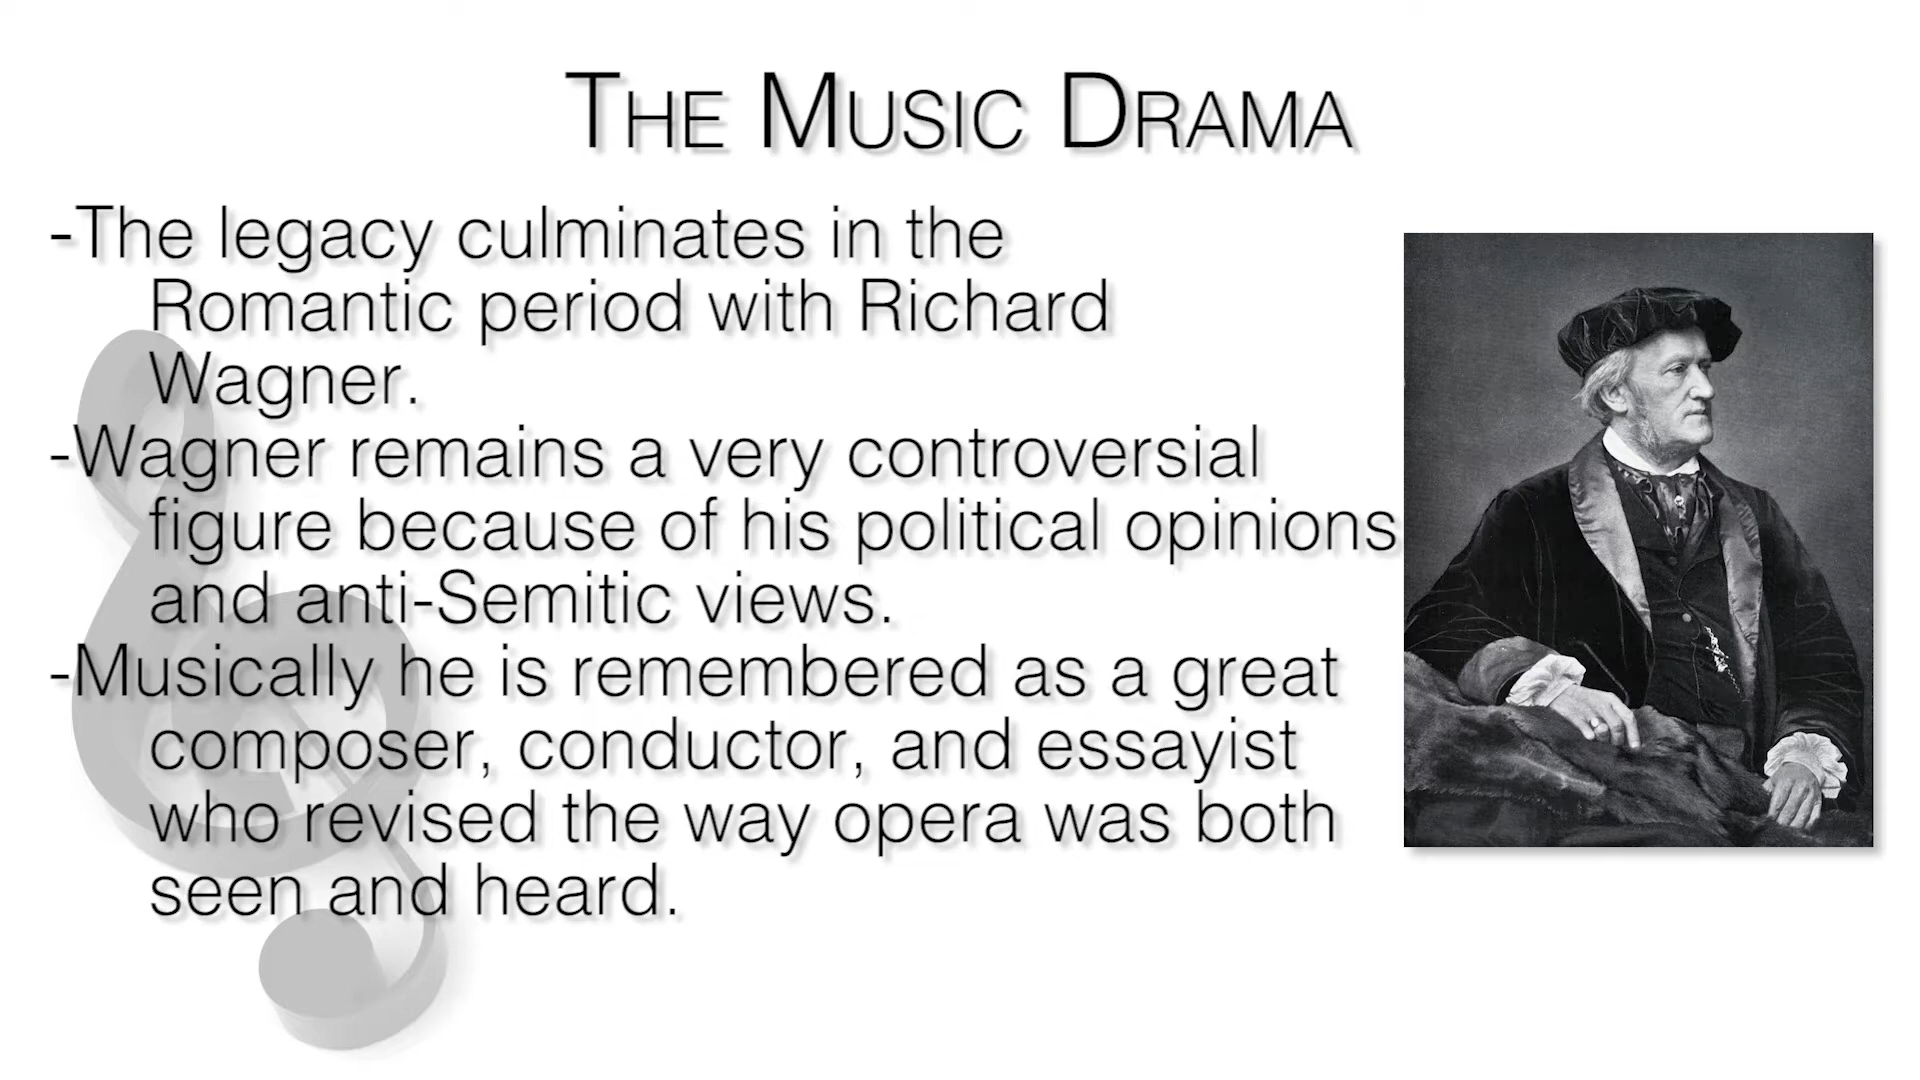 The Music Drama
-The legacy culminates in the
Romantic period with Richard
Wagner.
-Wagner remains a very controversial
figure because of his political opinions
and anti-Semitic views.
-Musically he is remembered as a great
composer, conductor, and essayist
who revised the way opera was both
seen and heard.